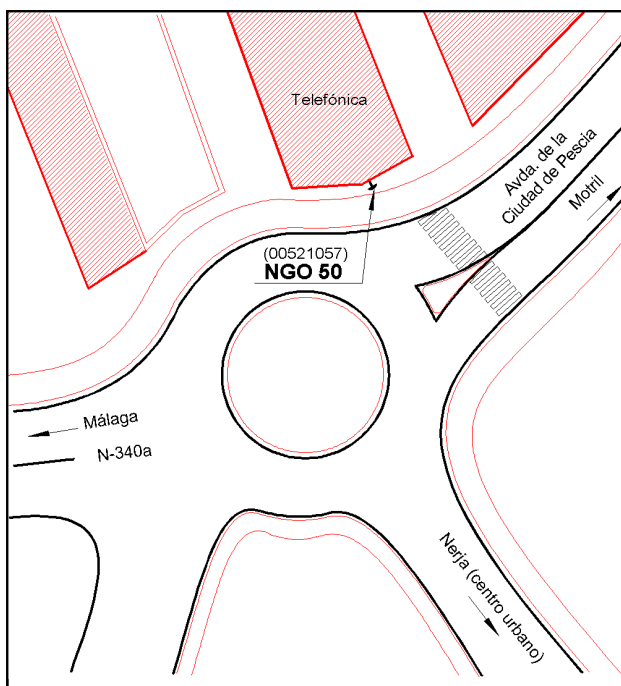 Telefónica
Avda. de la
Ciudad de Pescia
Motril
(00521057)
NGO 50
Málaga
N-340a
Nerja (centro urbano)